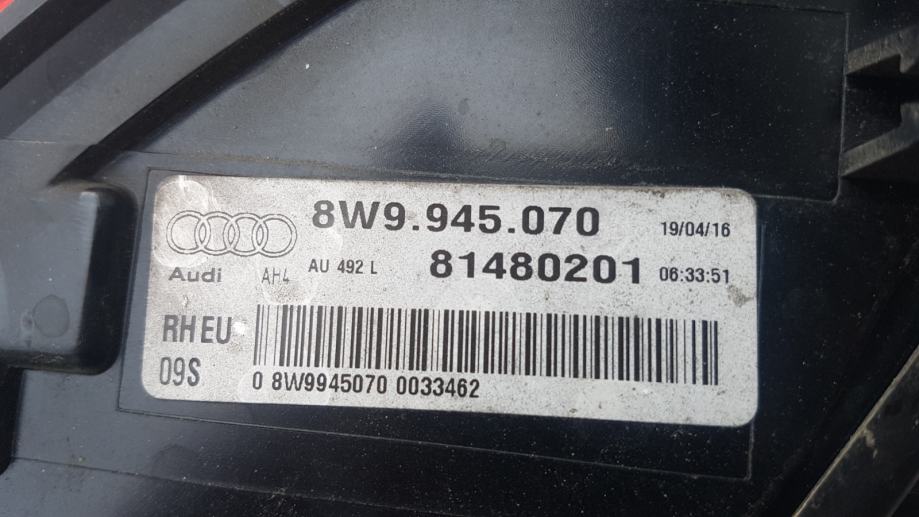 8W9.945.070 19/04/16
Audi AH4 AU 492 L 81480201 06:33:51
RH EU
09S
0 8W9945070 0033462